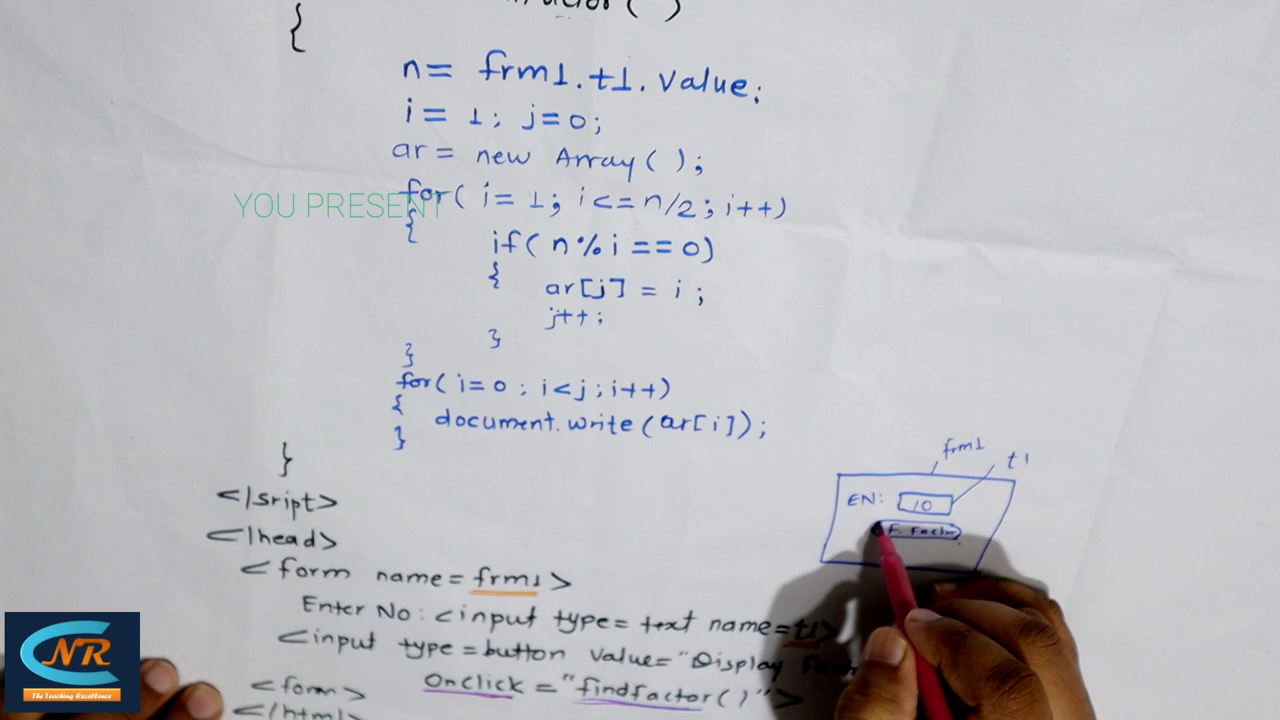 {
n= frm1.t1.value;
i= 1; j=0;
ar= new Array( );
for( i= 1; i<=n/2; i++)
YOU PRESENT
{
if( n%i ==0)
{
ar[j] = i ;
j++;
}
}
for( i=0 ; i<j ; i++)
{
document.write(ar[i]);
}
}
</sript>
</head>
<form name=frm1>
Enter No: <input type=text name=t1>
<input type=button value="Display
Onclick ="findfactor()">
<form>
</html>
frm1
t1
EN: 10
F.
NR
The Teaching Excellence